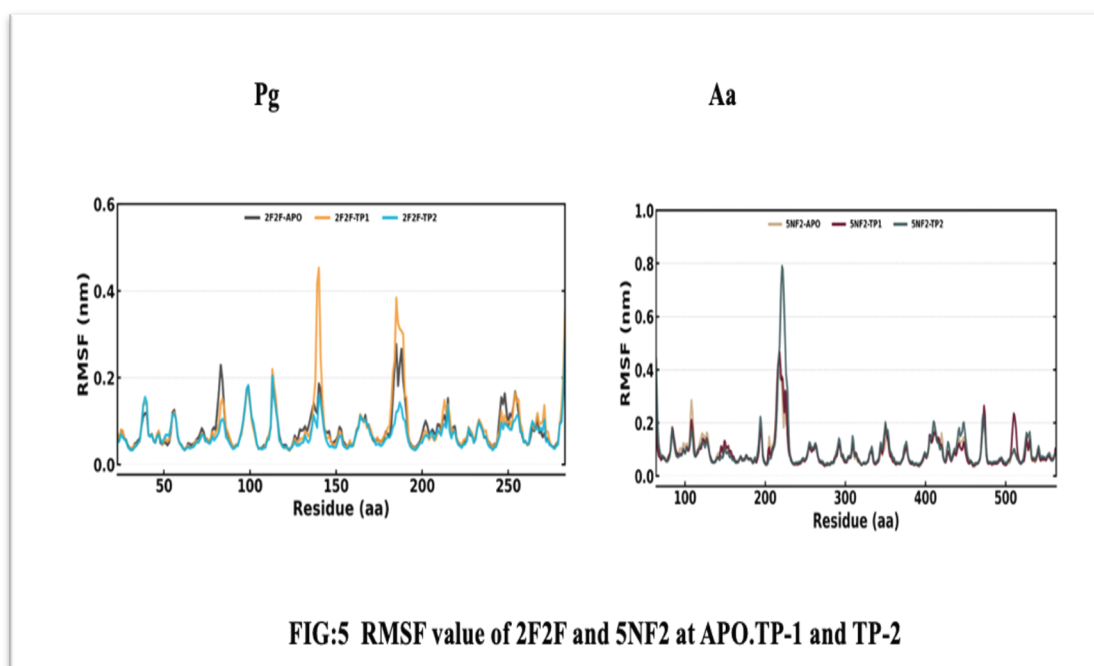 Pg
Aa
0.6
2F2F-APO 2F2F-TP1 2F2F-TP2
0.4
RMSF (nm)
0.2
0.0
50 100 150 200 250
Residue (aa)
1.0
5NF2-APO 5NF2-TP1 5NF2-TP2
0.8
0.6
RMSF (nm)
0.4
0.2
0.0
100 200 300 400 500
Residue (aa)
FIG:5 RMSF value of 2F2F and 5NF2 at APO.TP-1 and TP-2